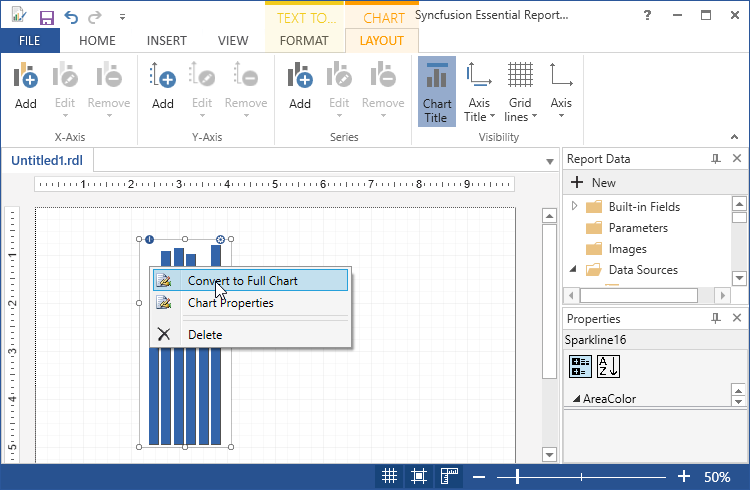 TEXT TO... CHART Syncfusion Essential Report... ?
FILE HOME INSERT VIEW FORMAT LAYOUT
Add Edit Remove Add Edit Remove Add Edit Remove Chart Title Axis Title Grid lines Axis
X-Axis Y-Axis Series Visibility
Untitled1.rdl
1 2 3 4 5 6 7 8 9
1
2
3
4
5
Convert to Full Chart
Chart Properties
Delete
Report Data
New
Built-in Fields
Parameters
Images
Data Sources
Properties
Sparkline16
A
Z
AreaColor
50%